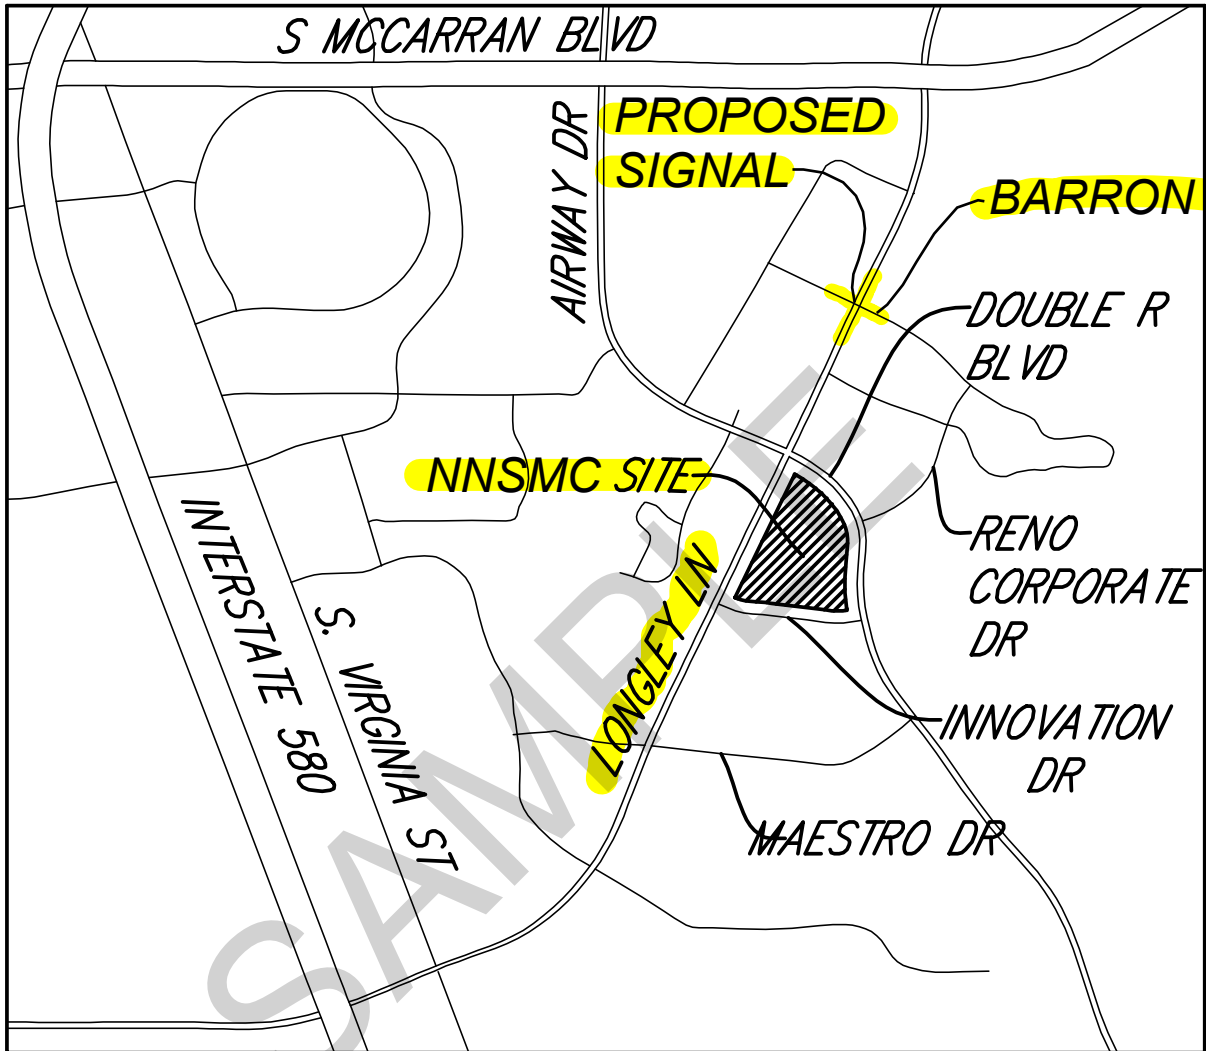 S MCCARRAN BLVD
AIRWAY DR
PROPOSED
SIGNAL
BARRON
DOUBLE R
BLVD
NNSMC SITE
RENO
CORPORATE
DR
INTERSTATE 580
S. VIRGINIA ST
LONGLEY LN
INNOVATION
DR
MAESTRO DR
SAMPLE